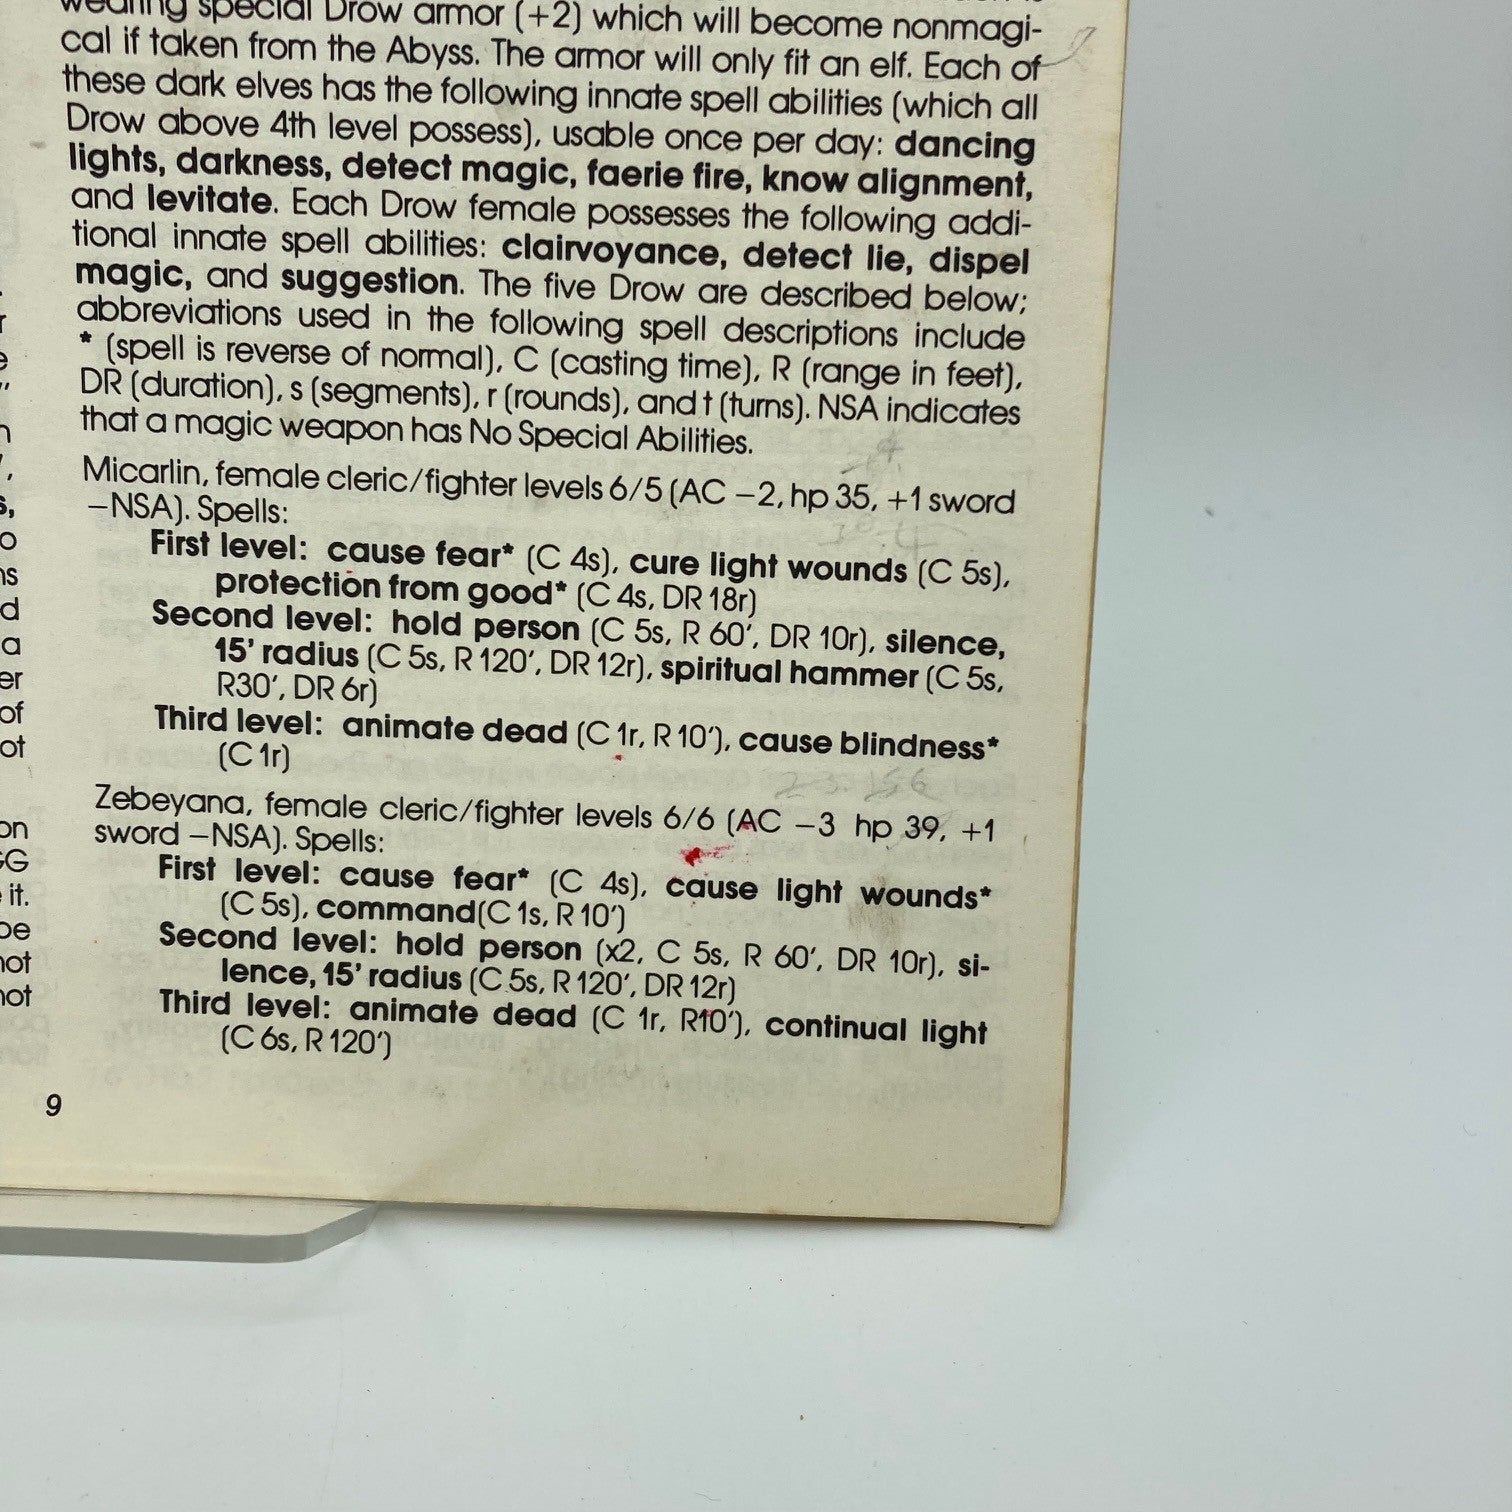 wearing special Drow armor (+2) which will become nonmagi-
cal if taken from the Abyss. The armor will only fit an elf. Each of
these dark elves has the following innate spell abilities (which all
Drow above 4th level possess), usable once per day: dancing
lights, darkness, detect magic, faerie fire, know alignment,
and levitate. Each Drow female possesses the following addi-
tional innate spell abilities: clairvoyance, detect lie, dispel
magic, and suggestion. The five Drow are described below;
abbreviations used in the following spell descriptions include
* (spell is reverse of normal), C (casting time), R (range in feet),
DR (duration), s (segments), r (rounds), and t (turns). NSA indicates
that a magic weapon has No Special Abilities.
Micarlin, female cleric/fighter levels 6/5 (AC −2, hp 35, +1 sword
−NSA). Spells:
First level: cause fear* (C 4s), cure light wounds (C 5s),
protection from good* (C 4s, DR 18r)
Second level: hold person (C 5s, R 60', DR 10r), silence,
15' radius (C 5s, R 120', DR 12r), spiritual hammer (C 5s,
R30', DR 6r)
Third level: animate dead (C 1r, R 10'), cause blindness*
(C 1r)
Zebeyana, female cleric/fighter levels 6/6 (AC −3 hp 39, +1
sword −NSA). Spells:
First level: cause fear* (C 4s), cause light wounds*
(C 5s), command(C 1s, R 10')
Second level: hold person (x2, C 5s, R 60', DR 10r), si-
lence, 15' radius (C 5s, R 120', DR 12r)
Third level: animate dead (C 1r, R10'), continual light
(C 6s, R 120')
9